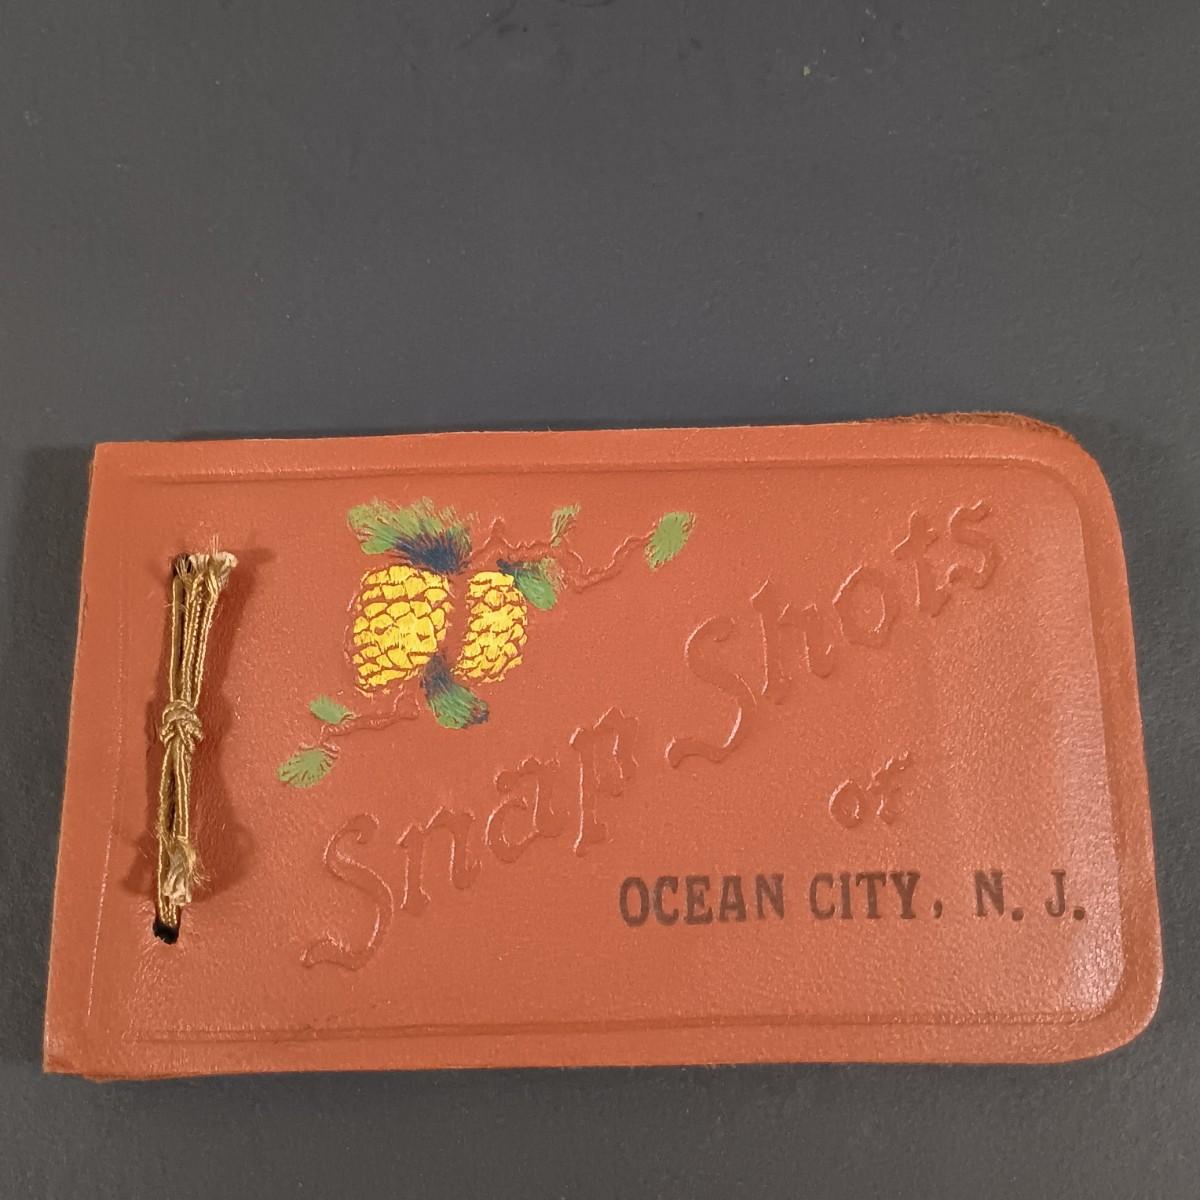 Snap Shots
of
OCEAN CITY, N. J.